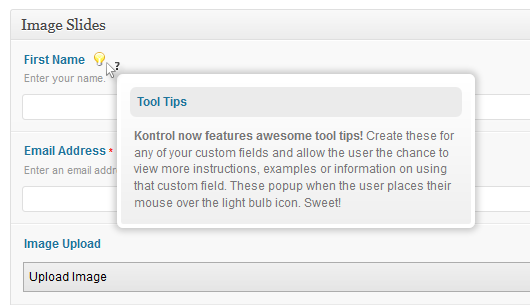 Image Slides
First Name
?
Enter your name.
Tool Tips
Kontrol now features awesome tool tips! Create these for
any of your custom fields and allow the user the chance to
view more instructions, examples or information on using
that custom field. These popup when the user places their
mouse over the light bulb icon. Sweet!
Email Address *
Enter an email
Image Upload
Upload Image